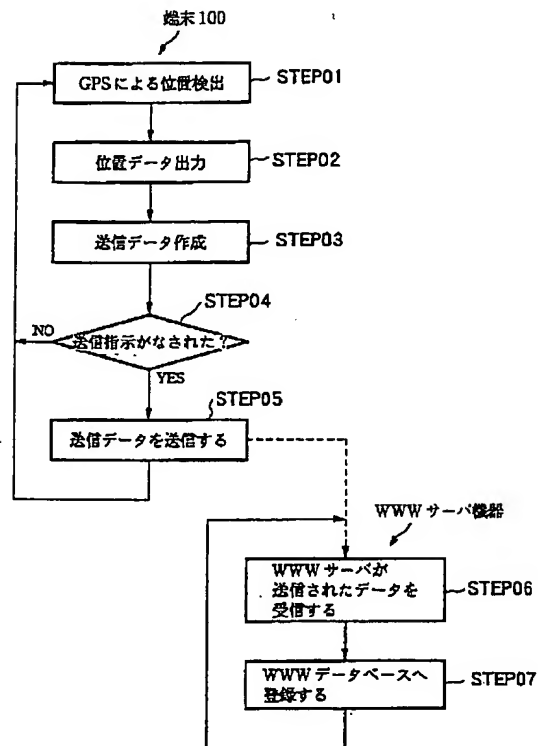 端末100
GPSによる位置検出
STEP01
位置データ出力
STEP02
送信データ作成
STEP03
STEP04
NO
送信指示がなされた?
YES
STEP05
送信データを送信する
WWWサーバ機器
WWWサーバが
送信されたデータを
受信する
STEP06
WWWデータベースへ
登録する
STEP07